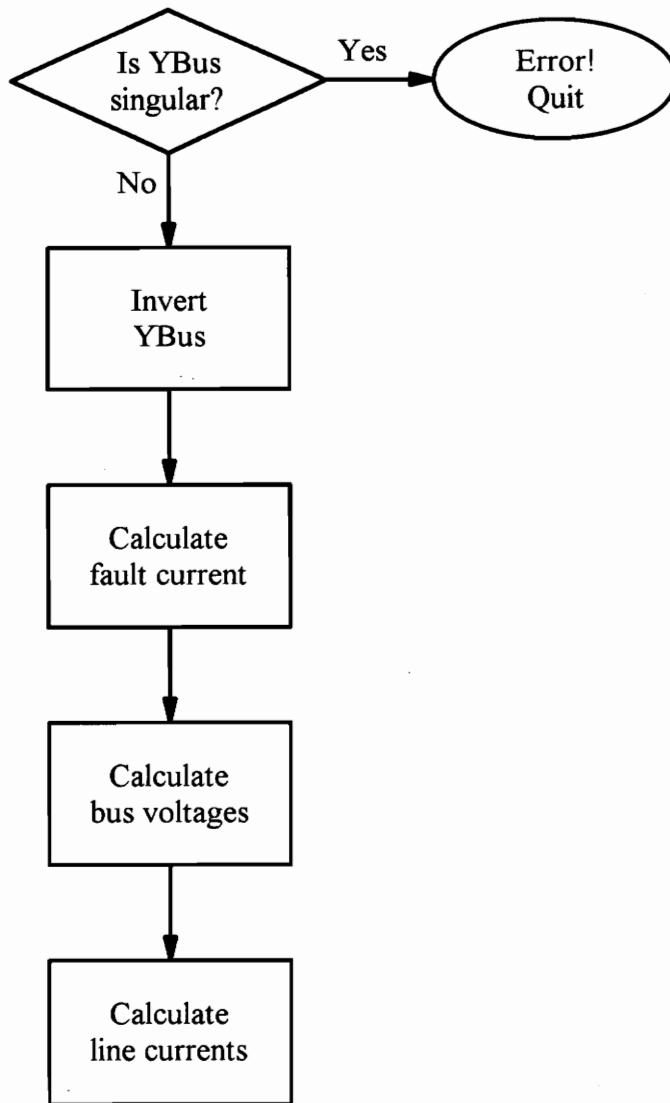 Is YBus
singular?
Yes
Error!
Quit
No
Invert
YBus
Calculate
fault current
Calculate
bus voltages
Calculate
line currents